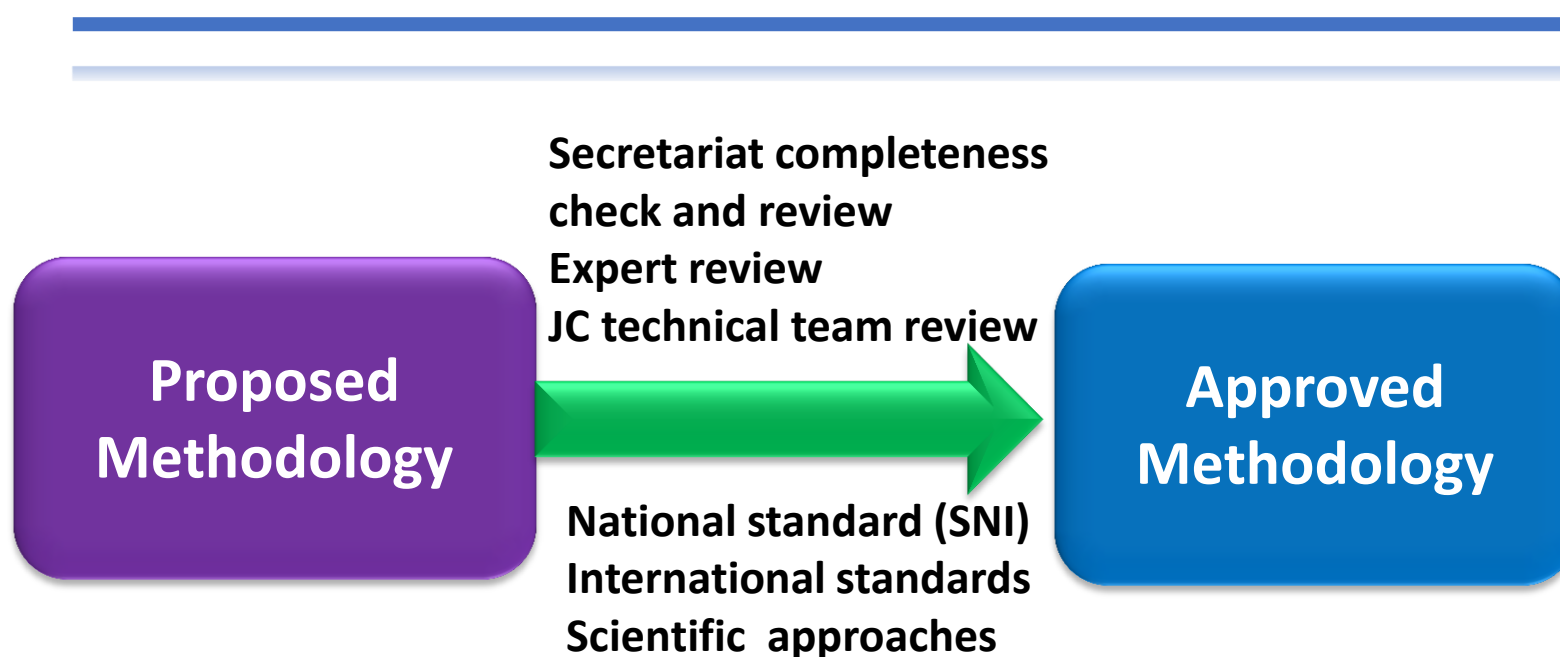 Secretariat completeness
check and review
Expert review
JC technical team review
Proposed
Methodology
Approved
Methodology
National standard (SNI)
International standards
Scientific approaches